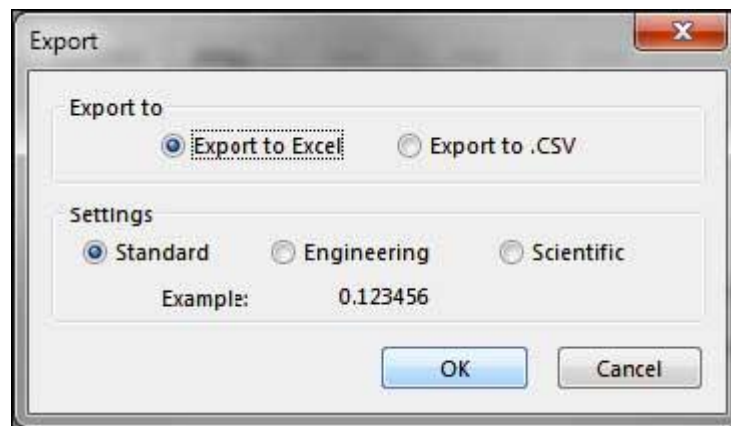 Export
Export to
Export to Excel Export to .CSV
Settings
Standard Engineering Scientific
Example: 0.123456
OK Cancel